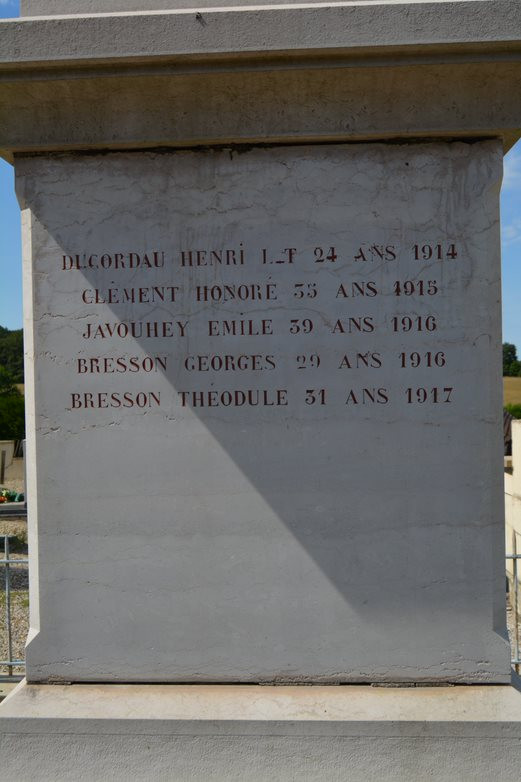 DUCORDAU HENRI LT 24 ANS 1914
CLÉMENT HONORÉ 35 ANS 1915
JAVOUHEY EMILE 39 ANS 1916
BRESSON GEORGES 29 ANS 1916
BRESSON THÉODULE 31 ANS 1917